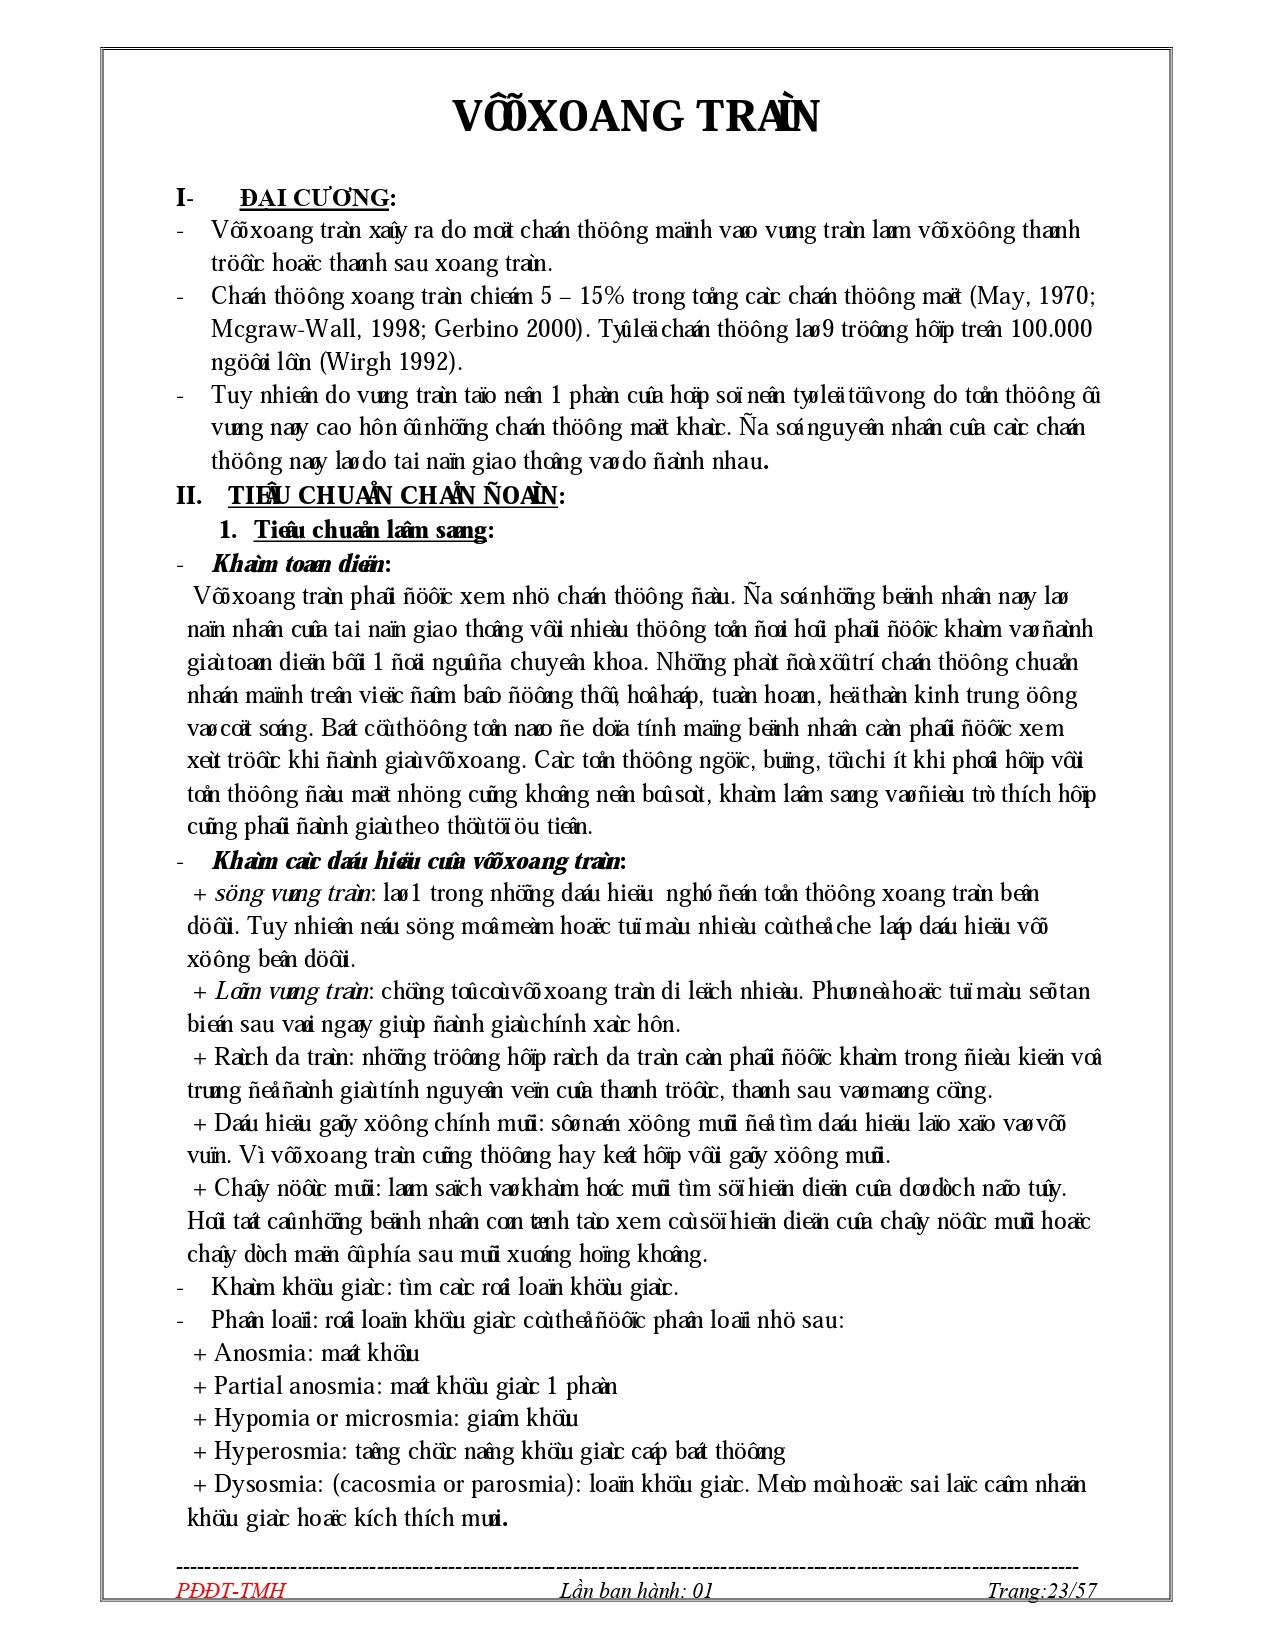 VÔÕ XOANG TRAÙN
I- ĐẠI CƯƠNG:
- Vôõ xoang traùn xaûy ra do moät chaán thöông maïnh vaøo vuøng traùn laøm vôõ xöông thaønh
tröôùc hoaëc thaønh sau xoang traùn.
- Chaán thöông xoang traùn chieám 5 – 15% trong toång caùc chaán thöông maët (May, 1970;
Mcgraw-Wall, 1998; Gerbino 2000). Tyû leä chaán thöông laø 9 tröôøng hôïp treân 100.000
ngöôøi lôùn (Wirgh 1992).
- Tuy nhieân do vuøng traùn taïo neân 1 phaàn cuûa hoäp soï neân tyø leä töû vong do toån thöông ôû
vuøng naøy cao hôn ôû nhöõng chaán thöông maët khaùc. Ña soá nguyeân nhaân cuûa caùc chaán
thöông naøy laø do tai naïn giao thoâng vaø do ñaùnh nhau.
II. TIEÂU CHUAÅN CHAÅN ÑOAÙN:
1. Tieâu chuaån laâm saøng:
- Khaùm toaøn dieän:
Vôõ xoang traùn phaûi ñöôïc xem nhö chaán thöông ñaàu. Ña soá nhöõng beänh nhaân naøy laø
naïn nhaân cuûa tai naïn giao thoâng vôùi nhieàu thöông toån ñoøi hoûi phaûi ñöôïc khaùm vaø ñaùnh
giaù toaøn dieän bôûi 1 ñoäi nguõ ña chuyeân khoa. Nhöõng phaùt ñoà xöû trí chaán thöông chuaån
nhaán maïnh treân vieäc ñaûm baûo ñöôøng thôû, hoâ haáp, tuaàn hoaøn, heä thaàn kinh trung öông
vaø coät soáng. Baát cöù thöông toån naøo ñe doïa tính maïng beänh nhaân caàn phaûi ñöôïc xem
xeùt tröôùc khi ñaùnh giaù vôõ xoang. Caùc toån thöông ngöïc, buïng, töù chi ít khi phoái hôïp vôùi
toån thöông ñaàu maët nhöng cuõng khoâng neân boû soùt, khaùm laâm saøng vaø ñieàu trò thích hôïp
cuõng phaûi ñaùnh giaù theo thöù töï öu tieân.
- Khaùm caùc daáu hieäu cuûa vôõ xoang traùn:
+ söng vuøng traùn: laø 1 trong nhöõng daáu hieäu nghó ñeán toån thöông xoang traùn beân
döôùi. Tuy nhieân neáu söng moâ meàm hoaëc tuï maùu nhieàu coù theå che laáp daáu hieäu vôõ
xöông beân döôùi.
+ Loõm vuøng traùn: chöùng toû coù vôõ xoang traùn di leäch nhieàu. Phuø neà hoaëc tuï maùu seõ tan
bieán sau vaøi ngaøy giuùp ñaùnh giaù chính xaùc hôn.
+ Raùch da traùn: nhöõng tröôøng hôïp raùch da traùn caàn phaûi ñöôïc khaùm trong ñieàu kieän voâ
truøng ñeå ñaùnh giaù tính nguyeân veïn cuûa thaønh tröôùc, thaønh sau vaø maøng cöùng.
+ Daáu hieäu gaõy xöông chính muõi: sôø naén xöông muõi ñeå tìm daáu hieäu laïo xaïo vaø vôõ
vuïn. Vì vôõ xoang traùn cuõng thöôøng hay keát hôïp vôùi gaõy xöông muõi.
+ Chaûy nöôùc muõi: laøm saïch vaø khaùm hoác muõi tìm söï hieän dieän cuûa doø dòch naõo tuûy.
Hoûi taát caû nhöõng beänh nhaân coøn tænh taùo xem coù söï hieän dieän cuûa chaûy nöôùc muõi hoaëc
chaûy dòch maën ôû phía sau muõi xuoáng hoïng khoâng.
- Khaùm khöùu giaùc: tìm caùc roái loaïn khöùu giaùc.
- Phaân loaïi: roái loaïn khöùu giaùc coù theå ñöôïc phaân loaïi nhö sau:
+ Anosmia: maát khöùu
+ Partial anosmia: maát khöùu giaùc 1 phaàn
+ Hypomia or microsmia: giaûm khöùu
+ Hyperosmia: taêng chöùc naêng khöùu giaùc caáp baát thöôøng
+ Dysosmia: (cacosmia or parosmia): loaïn khöùu giaùc. Meùo moù hoaëc sai laïc caûm nhaän
khöùu giaùc hoaëc kích thích muøi.
PĐĐT-TMH Lần ban hành: 01 Trang:23/57